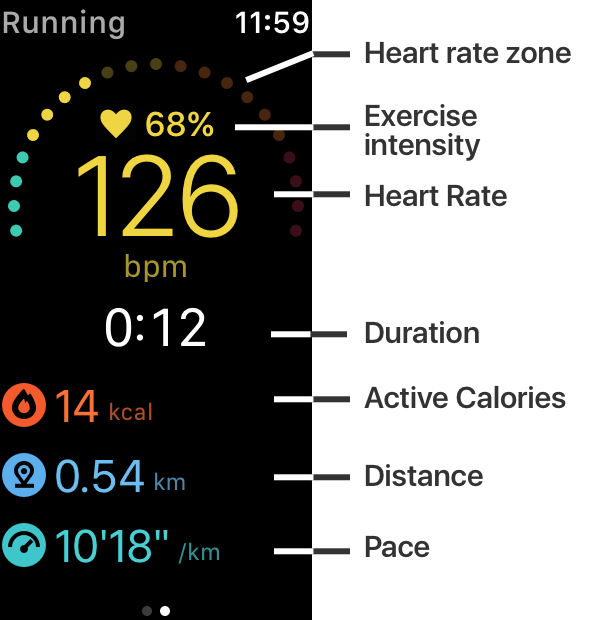 Running 11:59
Heart rate zone
68%
Exercise
intensity
126
Heart Rate
bpm
0:12
Duration
14 kcal
Active Calories
0.54 km
Distance
10'18" /km
Pace